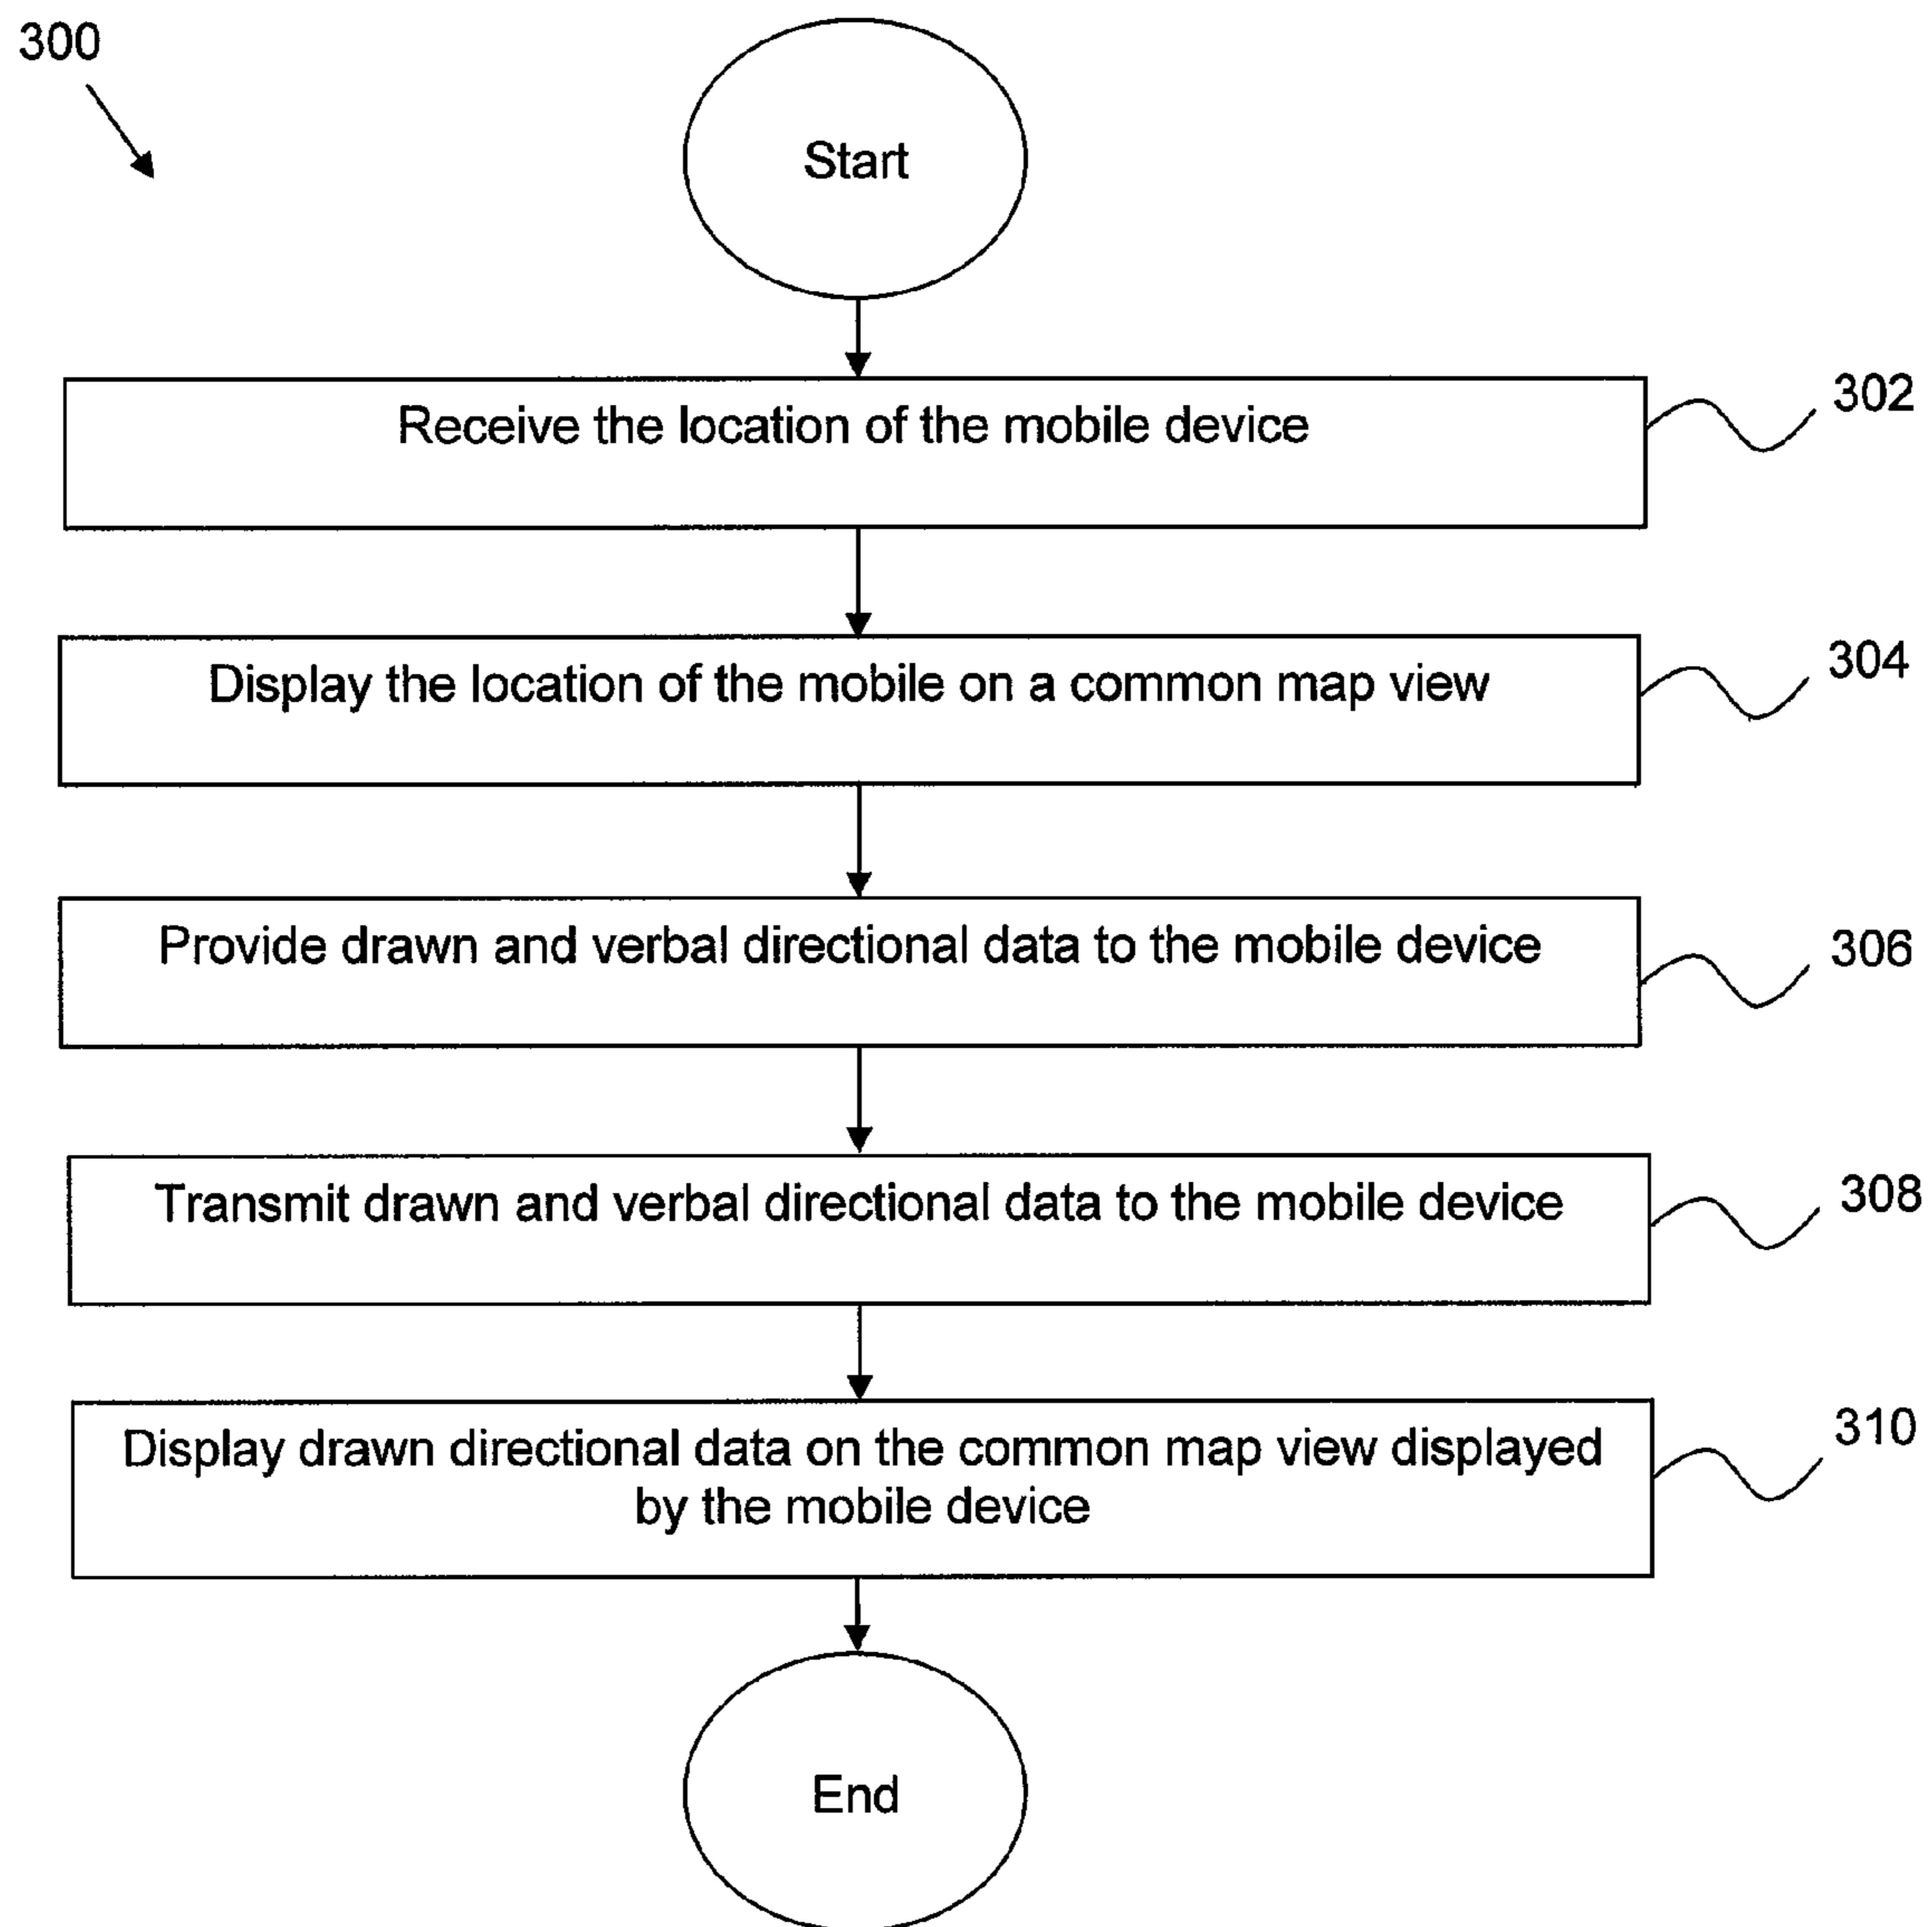 300
Start
Receive the location of the mobile device
302
Display the location of the mobile on a common map view
304
Provide drawn and verbal directional data to the mobile device
306
Transmit drawn and verbal directional data to the mobile device
308
Display drawn directional data on the common map view displayed
by the mobile device
310
End